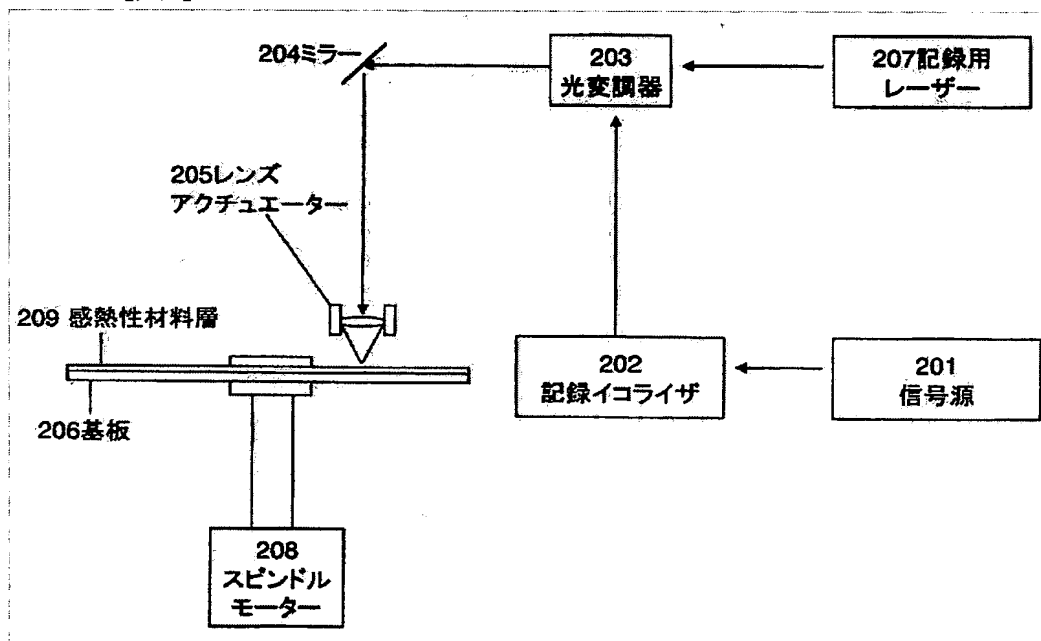 204ミラー
203
光変調器
207記録用
レーザー
205レンズ
アクチュエーター
209 感熱性材料層
202
記録イコライザ
201
信号源
206基板
208
スピンドル
モーター